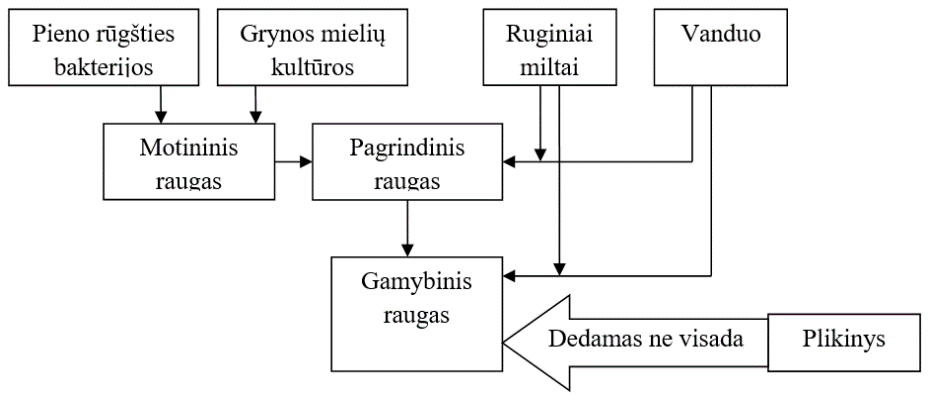 Pieno rūgšties
bakterijos
Grynos mielių
kultūros
Ruginiai
miltai
Vanduo
Motininis
raugas
Pagrindinis
raugas
Gamybinis
raugas
Dedamas ne visada
Plikinys